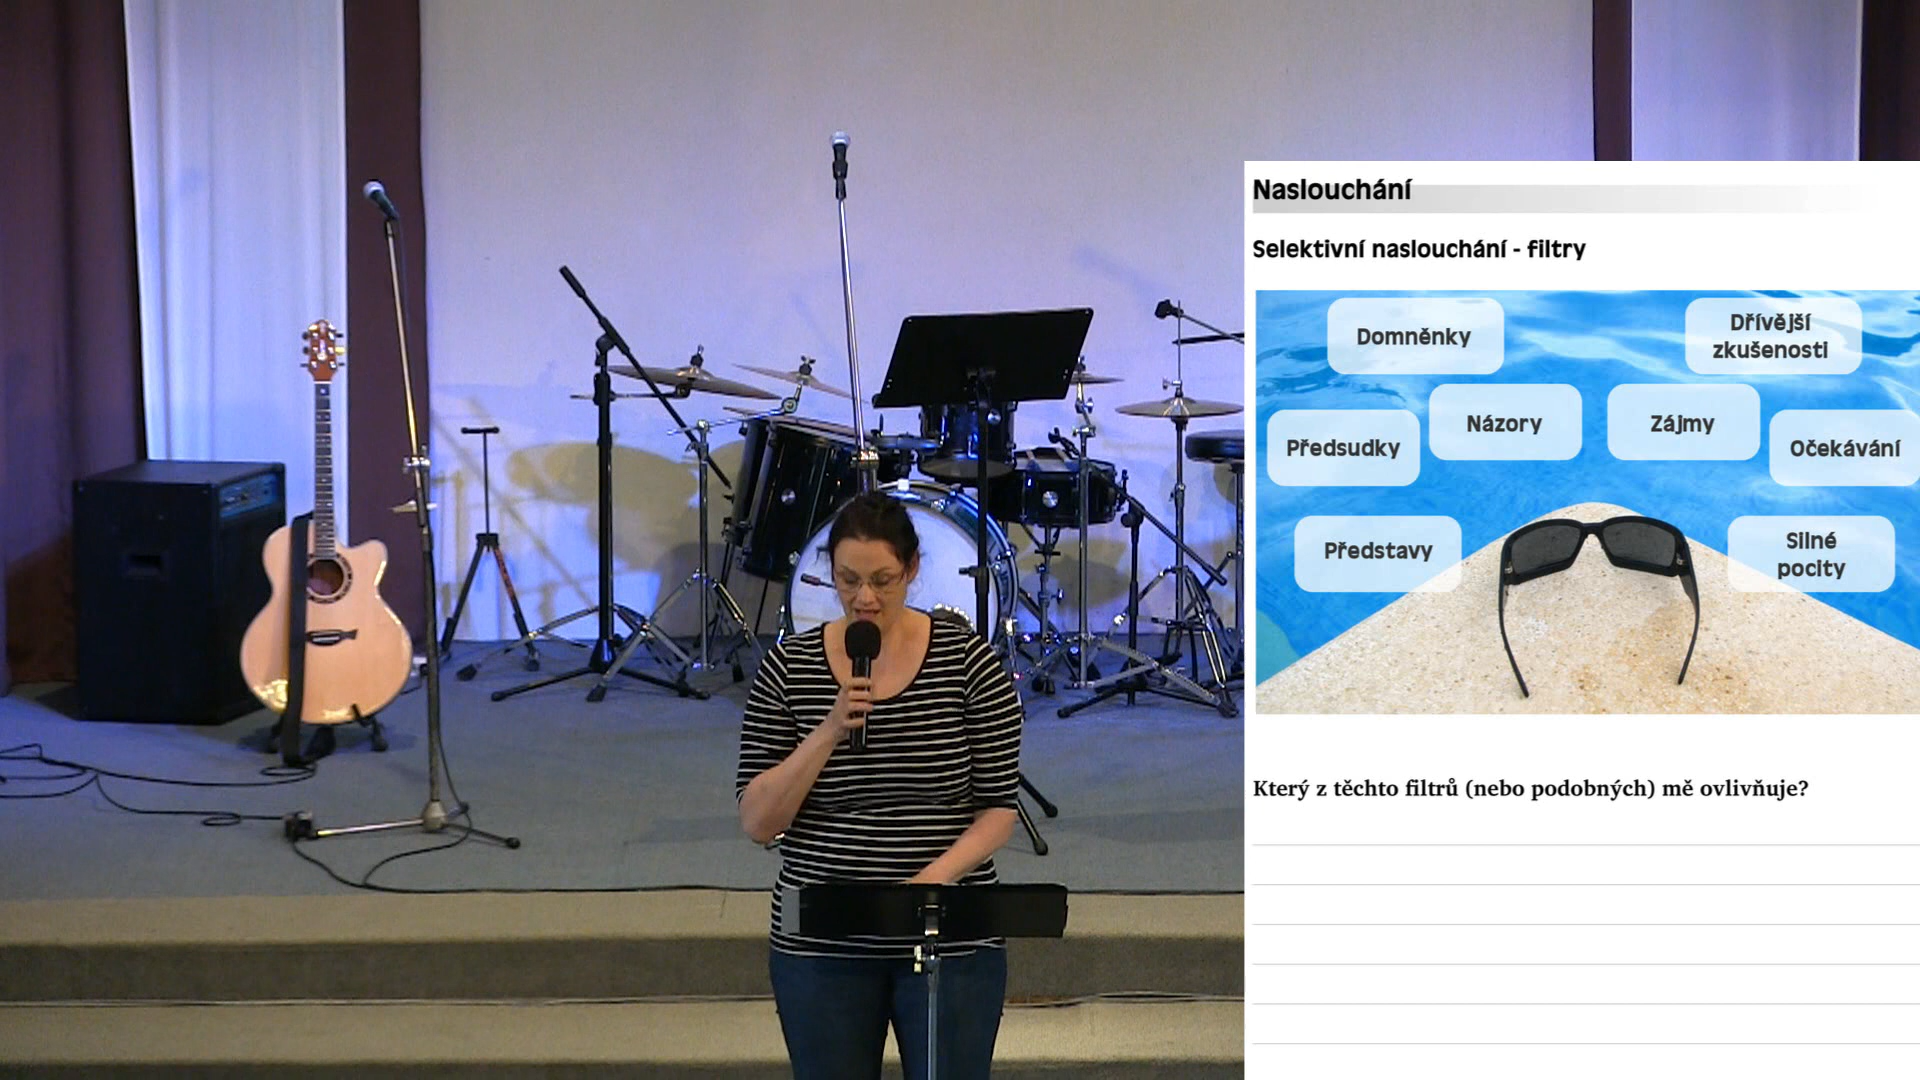 Naslouchání
Selektivní naslouchání - filtry
Domněnky
Dřívější
zkušenosti
Názory
Zájmy
Předsudky
Očekávání
Představy
Silné
pocity
Který z těchto filtrů (nebo podobných) mě ovlivňuje?